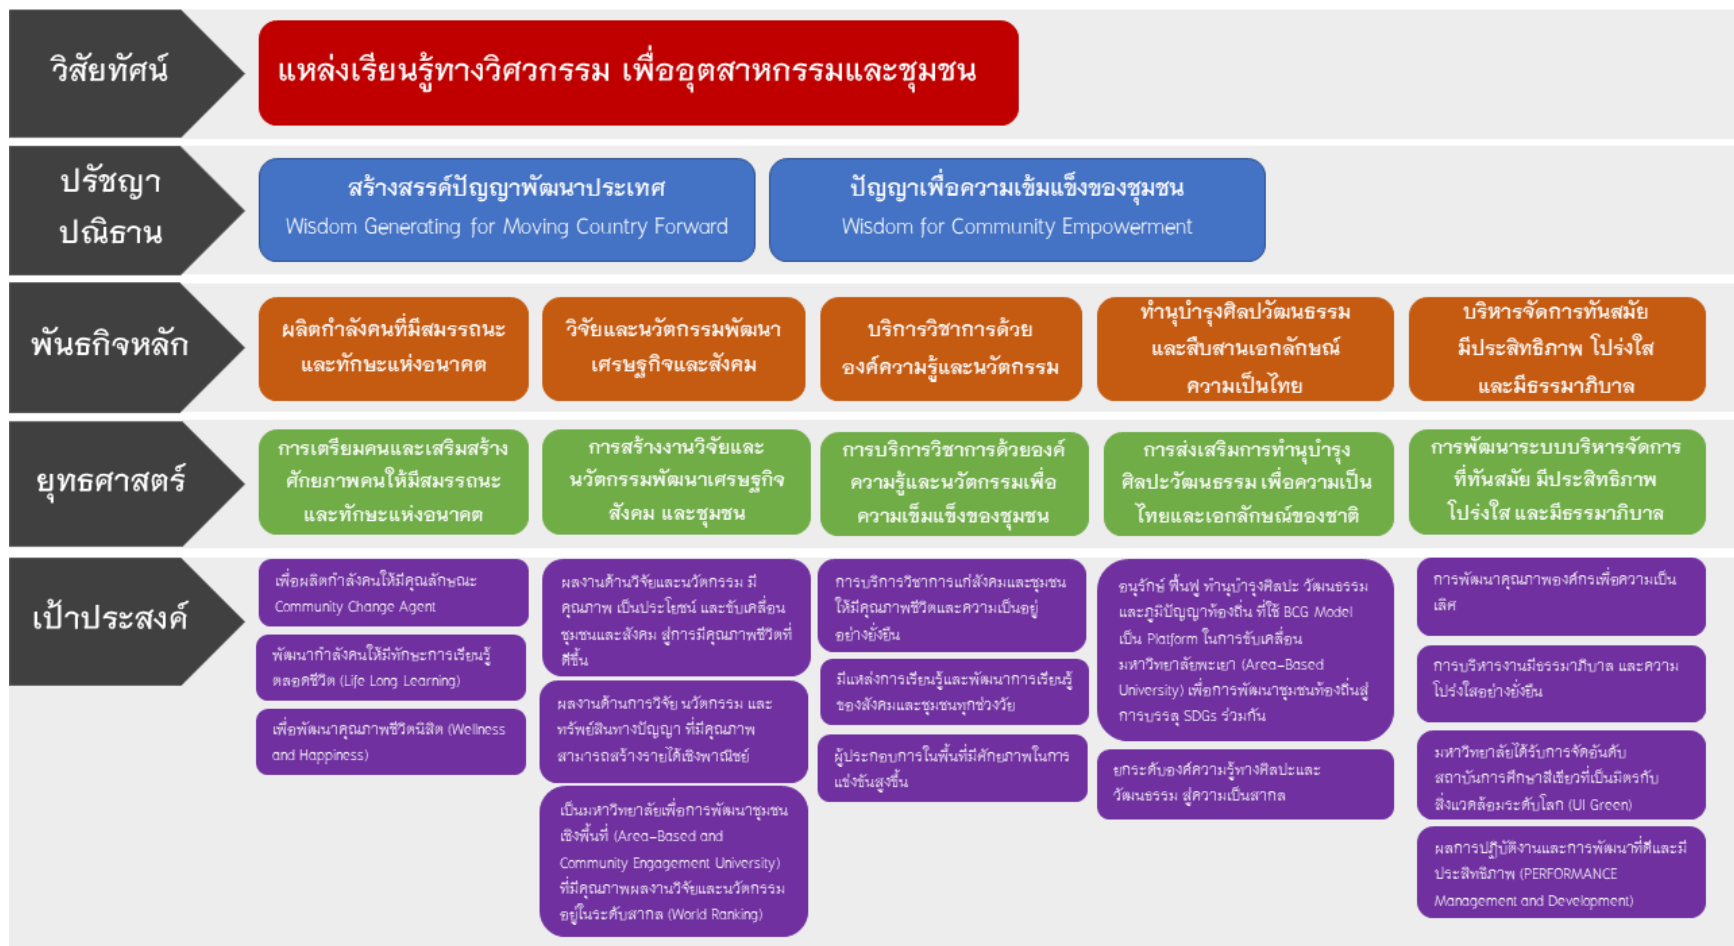 วิสัยทัศน์
แหล่งเรียนรู้ทางวิศวกรรม เพื่ออุตสาหกรรมและชุมชน
ปรัชญา
ปณิธาน
สร้างสรรค์ปัญญาพัฒนาประเทศ
Wisdom Generating for Moving Country Forward
ปัญญาเพื่อความเข้มแข็งของชุมชน
Wisdom for Community Empowerment
พันธกิจหลัก
ผลิตกำลังคนที่มีสมรรถนะ
และทักษะแห่งอนาคต
วิจัยและนวัตกรรมพัฒนา
เศรษฐกิจและสังคม
บริการวิชาการด้วย
องค์ความรู้และนวัตกรรม
ทำนุบำรุงศิลปวัฒนธรรม
และสืบสานเอกลักษณ์
ความเป็นไทย
บริหารจัดการทันสมัย
มีประสิทธิภาพ โปร่งใส
และมีธรรมาภิบาล
ยุทธศาสตร์
การเตรียมคนและเสริมสร้าง
ศักยภาพคนให้มีสมรรถนะ
และทักษะแห่งอนาคต
การสร้างงานวิจัยและ
นวัตกรรมพัฒนาเศรษฐกิจ
สังคม และชุมชน
การบริการวิชาการด้วยองค์
ความรู้และนวัตกรรมเพื่อ
ความเข็มแข็งของชุมชน
การส่งเสริมการทำนุบำรุง
ศิลปะวัฒนธรรม เพื่อความเป็น
ไทยและเอกลักษณ์ของชาติ
การพัฒนาระบบบริหารจัดการ
ที่ทันสมัย มีประสิทธิภาพ
โปร่งใส และมีธรรมาภิบาล
เป้าประสงค์
เพื่อผลิตกำลังคนให้มีคุณลักษณะ
Community Change Agent
พัฒนากำลังคนให้มีทักษะการเรียนรู้
ตลอดชีวิต (Life Long Learning)
เพื่อพัฒนาคุณภาพชีวิตนิสิต (Wellness
and Happiness)
ผลงานด้านวิจัยและนวัตกรรม มี
คุณภาพ เป็นประโยชน์ และขับเคลื่อน
ชุมชนและสังคม สู่การมีคุณภาพชีวิตที่
ดีขึ้น
ผลงานด้านการวิจัย นวัตกรรม และ
ทรัพย์สินทางปัญญา ที่มีคุณภาพ
สามารถสร้างรายได้เชิงพาณิชย์
เป็นมหาวิทยาลัยเพื่อการพัฒนาชุมชน
เชิงพื้นที่ (Area-Based and
Community Engagement University)
ที่มีคุณภาพผลงานวิจัยและนวัตกรรม
อยู่ในระดับสากล (World Ranking)
การบริการวิชาการแก่สังคมและชุมชน
ให้มีคุณภาพชีวิตและความเป็นอยู่
อย่างยั่งยืน
มีแหล่งการเรียนรู้และพัฒนาการเรียนรู้
ของสังคมและชุมชนทุกช่วงวัย
ผู้ประกอบการในพื้นที่มีศักยภาพในการ
แข่งขันสูงขึ้น
อนุรักษ์ ฟื้นฟู ทำนุบำรุงศิลปะ วัฒนธรรม
และภูมิปัญญาท้องถิ่น ที่ใช้ BCG Model
เป็น Platform ในการขับเคลื่อน
มหาวิทยาลัยพะเยา (Area-Based
University) เพื่อการพัฒนาชุมชนท้องถิ่นสู่
การบรรลุ SDGs ร่วมกัน
ยกระดับองค์ความรู้ทางศิลปะและ
วัฒนธรรม สู่ความเป็นสากล
การพัฒนาคุณภาพองค์กรเพื่อความเป็น
เลิศ
การบริหารงานมีธรรมาภิบาล และความ
โปร่งใสอย่างยั่งยืน
มหาวิทยาลัยได้รับการจัดอันดับ
สถาบันการศึกษาสีเขียวที่เป็นมิตรกับ
สิ่งแวดล้อมระดับโลก (UI Green)
ผลการปฏิบัติงานและการพัฒนาที่ดีและมี
ประสิทธิภาพ (PERFORMANCE
Management and Development)